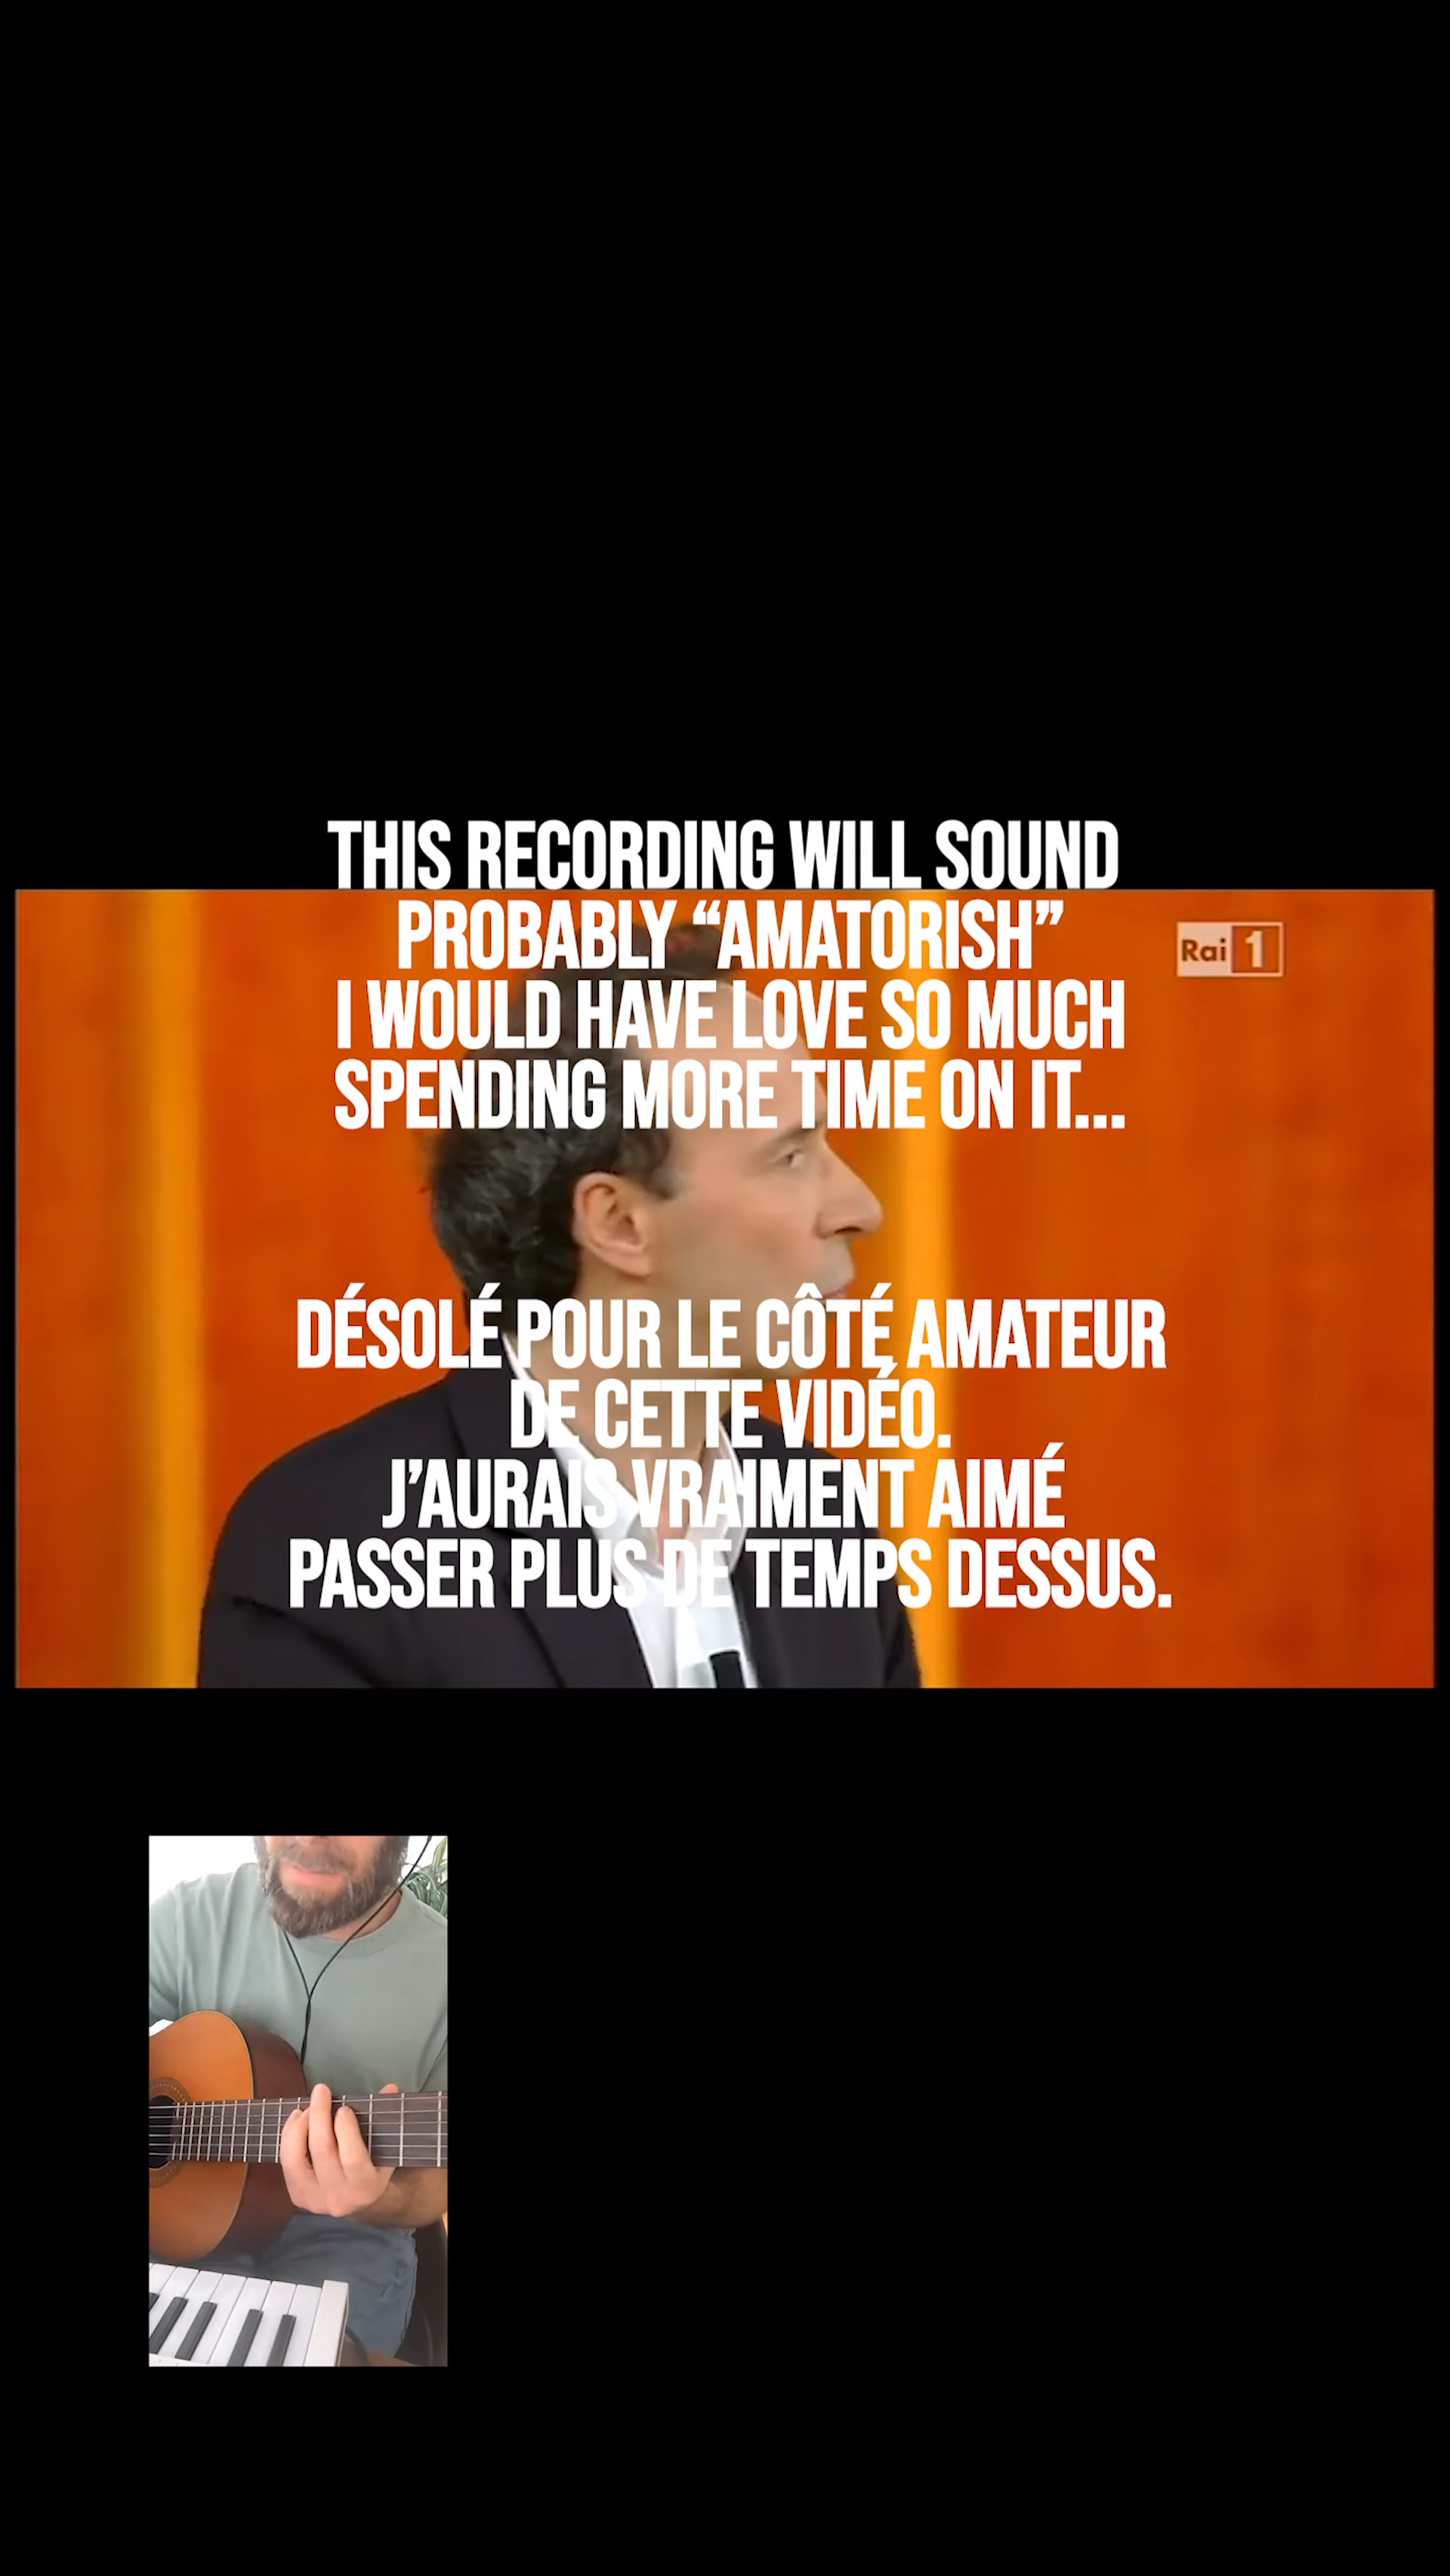 THIS RECORDING WILL SOUND
PROBABLY “AMATORISH”
I WOULD HAVE LOVE SO MUCH
SPENDING MORE TIME ON IT...
Rai 1
DÉSOLÉ POUR LE CÔTÉ AMATEUR
DE CETTE VIDÉO.
J’AURAIS VRAIMENT AIMÉ
PASSER PLUS DE TEMPS DESSUS.